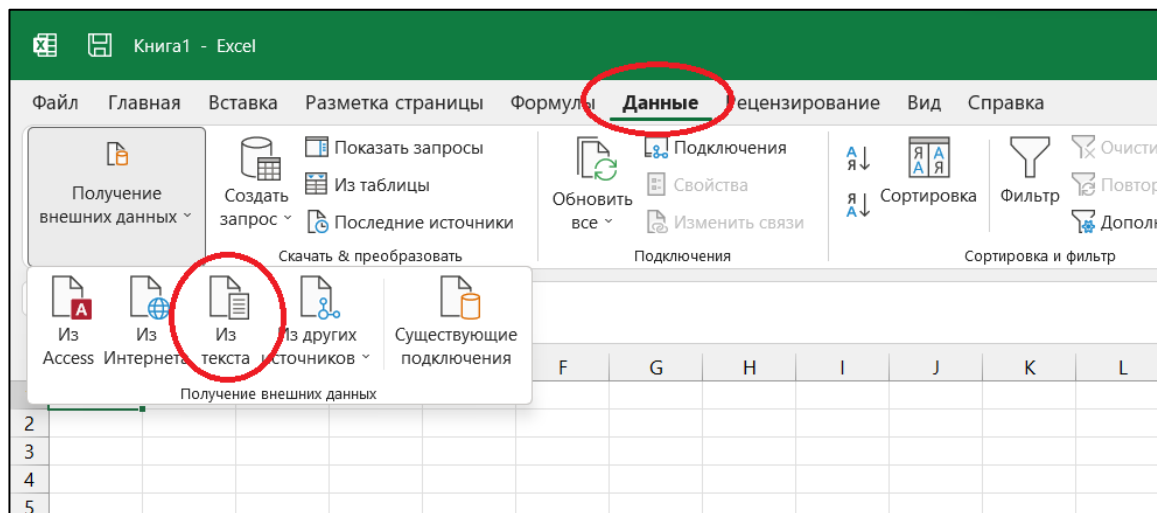 Книга1 - Excel
Файл Главная Вставка Разметка страницы Формулы Данные Рецензирование Вид Справка
Получение
внешних данных
Создать
запрос
Показать запросы
Из таблицы
Последние источники
Скачать & преобразовать
Обновить
все
Подключения
Свойства
Изменить связи
Подключения
Сортировка
Фильтр
Сортировка и фильтр
Из
Access
Из
Интернета
Из
текста
Из других
источников
Существующие
подключения
Получение внешних данных
F G H I J K L
2
3
4
5